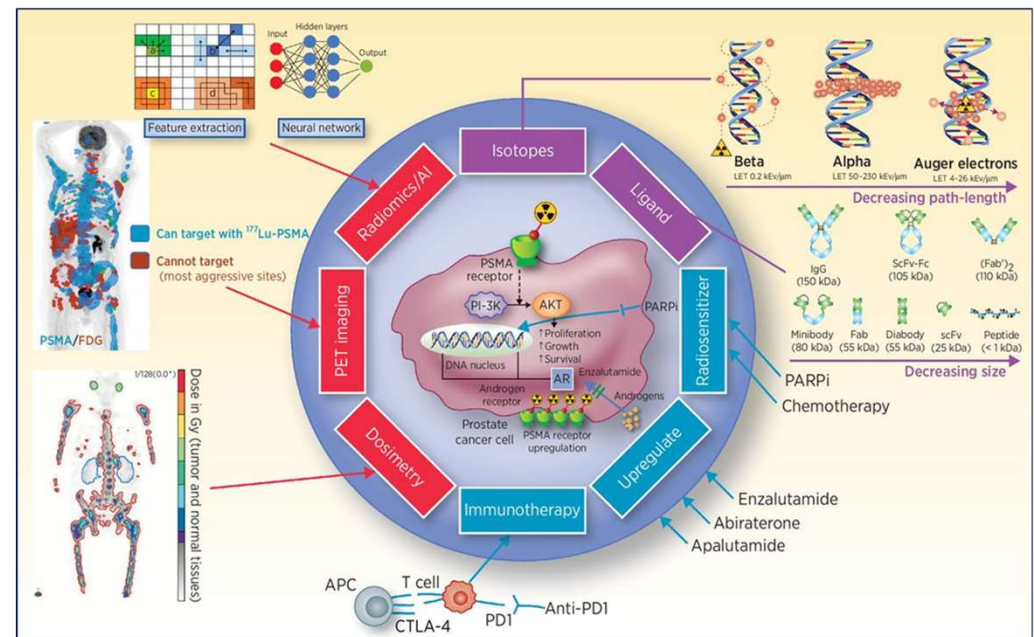 Input
Hidden layers
Output
a
b
c
d
Feature extraction
Neural network
Can target with ¹⁷⁷Lu-PSMA
Cannot target
(most aggressive sites)
PSMA/FDG
1/128(0.0°)
Dose in Gy (tumor and normal tissues)
Isotopes
Ligand
Radiosensitizer
Upregulate
Immunotherapy
Dosimetry
PET imaging
Radiomics/AI
PSMA
receptor
PI-3K
AKT
PARPi
↑Proliferation
↑Growth
↑Survival
DNA nucleus
Androgen
receptor
AR
Enzalutamide
Androgens
Prostate
cancer cell
PSMA receptor
upregulation
Beta
LET 0.2 kEv/µm
Alpha
LET 50–230 kEv/µm
Auger electrons
LET 4–26 kEv/µm
Decreasing path-length
IgG
(150 kDa)
ScFv-Fc
(105 kDa)
(Fab')₂
(110 kDa)
Minibody
(80 kDa)
Fab
(55 kDa)
Diabody
(55 kDa)
scFv
(25 kDa)
Peptide
(< 1 kDa)
Decreasing size
PARPi
Chemotherapy
Enzalutamide
Abiraterone
Apalutamide
APC
T cell
CTLA-4
PD1
Anti-PD1